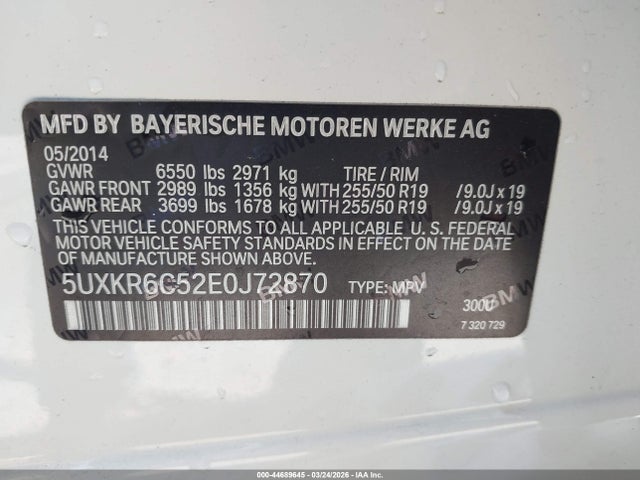 MFD BY BAYERISCHE MOTOREN WERKE AG
05/2014
GVWR 6550 lbs 2971 kg TIRE / RIM
GAWR FRONT 2989 lbs 1356 kg WITH 255/50 R19 /9.0J x 19
GAWR REAR 3699 lbs 1678 kg WITH 255/50 R19 /9.0J x 19
THIS VEHICLE CONFORMS TO ALL APPLICABLE U. S. FEDERAL
MOTOR VEHICLE SAFETY STANDARDS IN EFFECT ON THE
DATE OF MANUFACTURE SHOWN ABOVE.
5UXKR6C52E0J72870 TYPE: MPV 300U
7 320 729
000-44689645 - 03/24/2026 - IAA Inc.